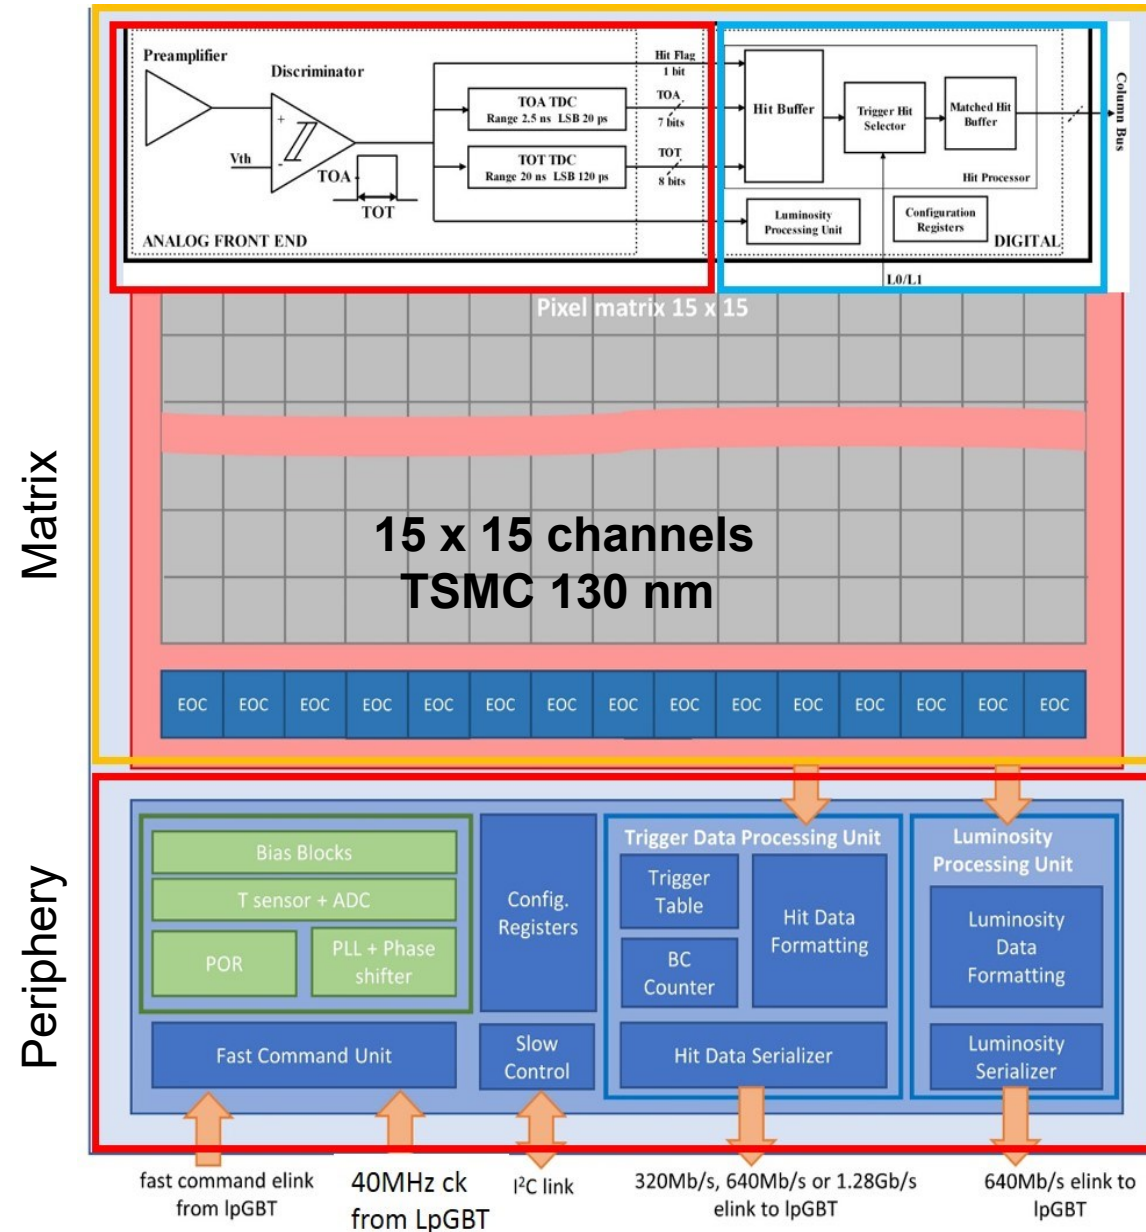 Preamplifier
Discriminator
+
-
Vth
TOA
TOT
ANALOG FRONT END
TOA TDC
Range 2.5 ns LSB 20 ps
TOT TDC
Range 20 ns LSB 120 ps
Hit Flag
1 bit
TOA
7 bits
TOT
8 bits
Hit Buffer
Trigger Hit
Selector
Matched Hit
Buffer
Hit Processor
Luminosity
Processing Unit
Configuration
Registers
DIGITAL
L0/L1
Column Bus
Pixel matrix 15 x 15
Matrix
15 x 15 channels
TSMC 130 nm
EOC EOC EOC EOC EOC EOC EOC EOC EOC EOC EOC EOC EOC EOC EOC
Periphery
Bias Blocks
T sensor + ADC
POR
PLL + Phase
shifter
Fast Command Unit
Config.
Registers
Slow
Control
Trigger Data Processing Unit
Trigger
Table
BC
Counter
Hit Data
Formatting
Hit Data Serializer
Luminosity
Processing Unit
Luminosity
Data
Formatting
Luminosity
Serializer
fast command elink
from lpGBT
40MHz ck
from LpGBT
I²C link
320Mb/s, 640Mb/s or 1.28Gb/s
elink to lpGBT
640Mb/s elink to
lpGBT